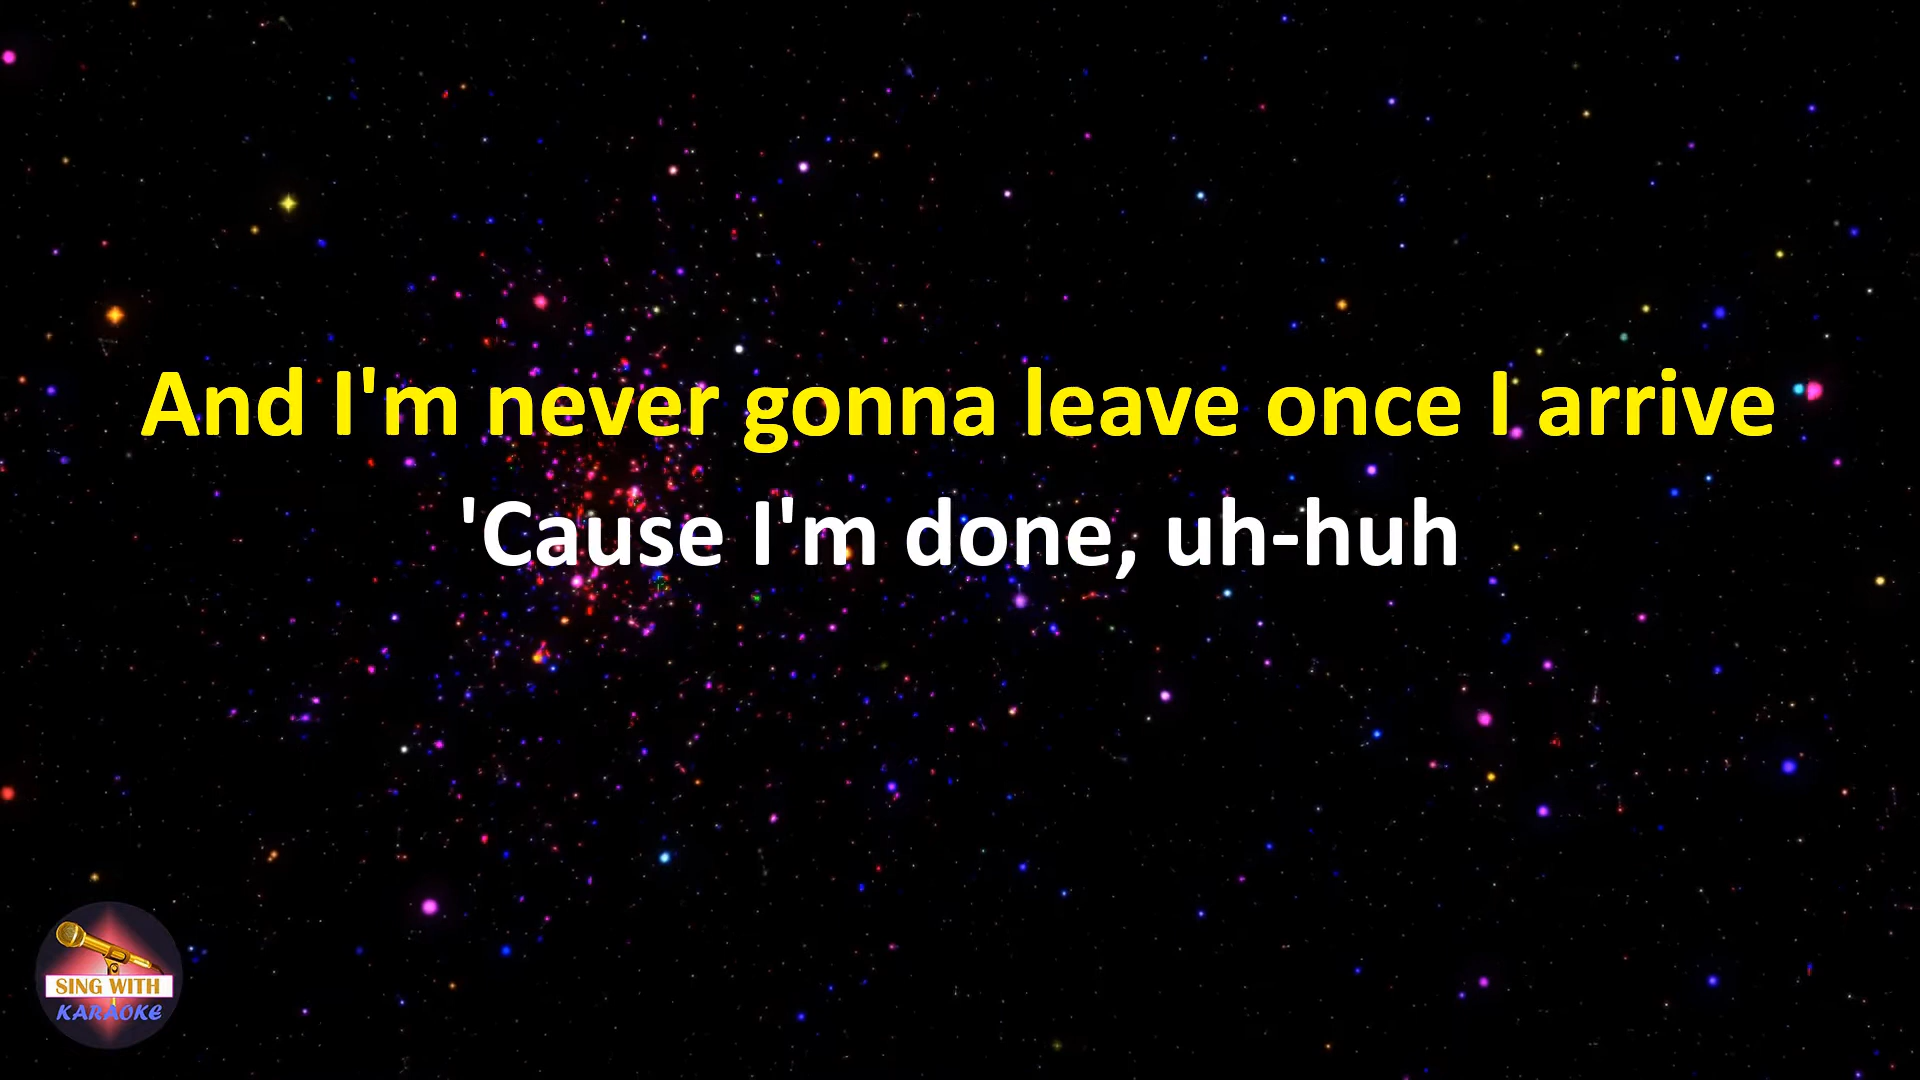 And I'm never gonna leave once I arrive
'Cause I'm done, uh-huh
SING WITH
KARAOKE